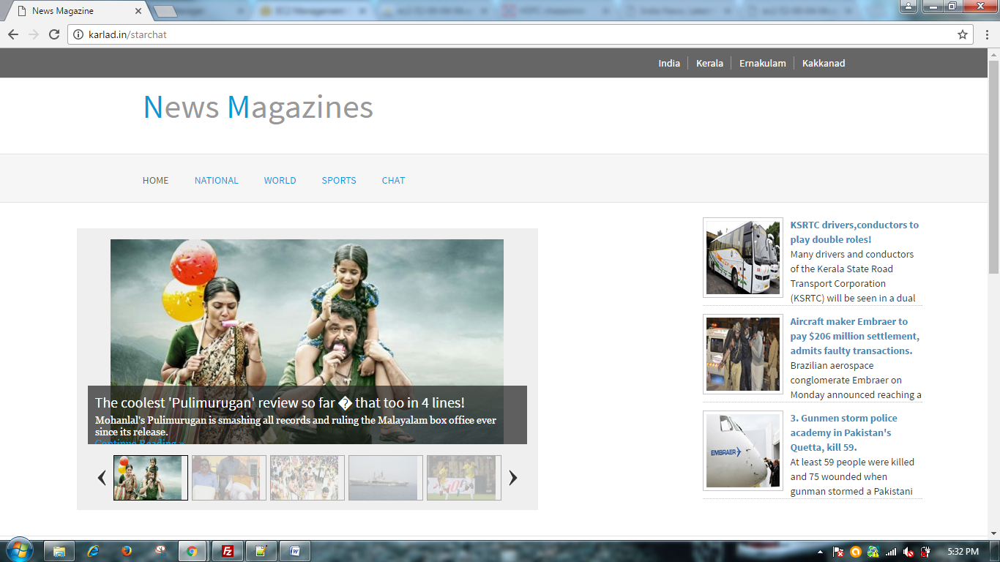 News Magazine
karlad.in/starchat
India Kerala Ernakulam Kakkanad
News Magazines
HOME NATIONAL WORLD SPORTS CHAT
The coolest 'Pulimurugan' review so far � that too in 4 lines!
Mohanlal's Pulimurugan is smashing all records and ruling the Malayalam box office ever
since its release.
Continue Reading »
KSRTC drivers,conductors to
play double roles!
Many drivers and conductors
of the Kerala State Road
Transport Corporation
(KSRTC) will be seen in a dual
Aircraft maker Embraer to
pay $206 million settlement,
admits faulty transactions.
Brazilian aerospace
conglomerate Embraer on
Monday announced reaching a
EMBRAER
3. Gunmen storm police
academy in Pakistan's
Quetta, kill 59.
At least 59 people were killed
and 75 wounded when
gunman stormed a Pakistani
5:32 PM